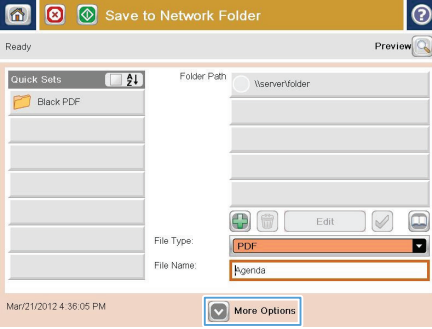 Save to Network Folder
Ready
Preview
Quick Sets
Black PDF
Folder Path
\\server\folder
Edit
File Type:
PDF
File Name:
Agenda
Mar/21/2012 4:36:05 PM
More Options